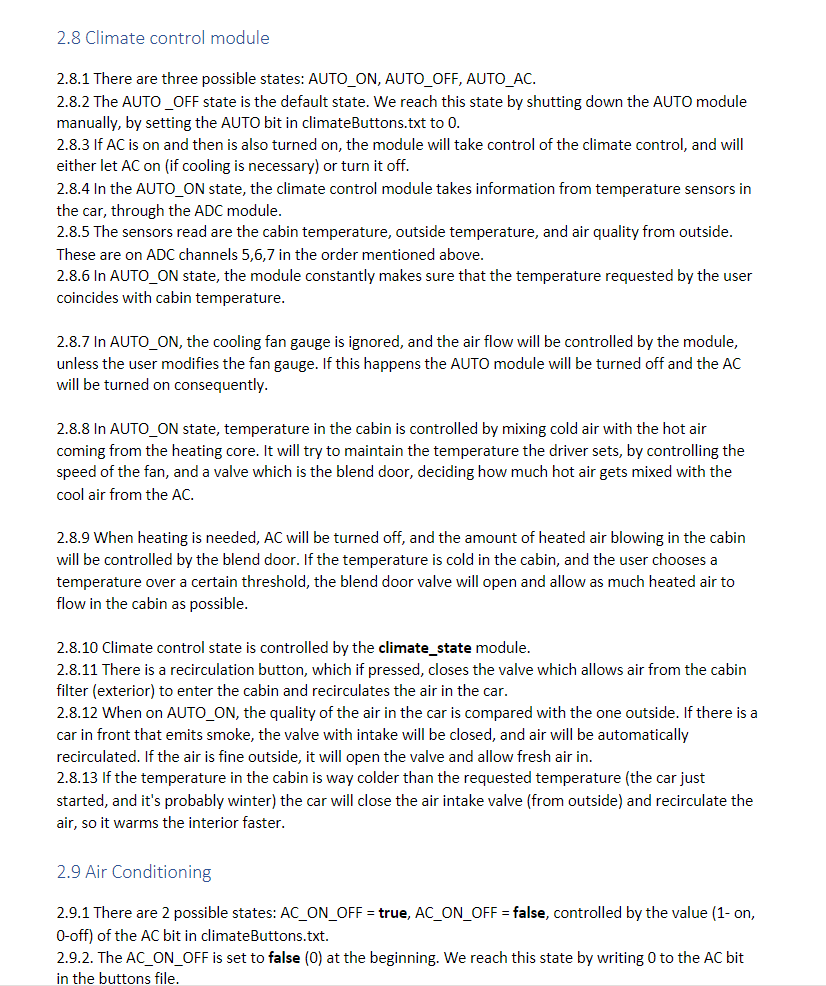 2.8 Climate control module
2.8.1 There are three possible states: AUTO_ON, AUTO_OFF, AUTO_AC.
2.8.2 The AUTO _OFF state is the default state. We reach this state by shutting down the AUTO module
manually, by setting the AUTO bit in climateButtons.txt to 0.
2.8.3 If AC is on and then is also turned on, the module will take control of the climate control, and will
either let AC on (if cooling is necessary) or turn it off.
2.8.4 In the AUTO_ON state, the climate control module takes information from temperature sensors in
the car, through the ADC module.
2.8.5 The sensors read are the cabin temperature, outside temperature, and air quality from outside.
These are on ADC channels 5,6,7 in the order mentioned above.
2.8.6 In AUTO_ON state, the module constantly makes sure that the temperature requested by the user
coincides with cabin temperature.
2.8.7 In AUTO_ON, the cooling fan gauge is ignored, and the air flow will be controlled by the module,
unless the user modifies the fan gauge. If this happens the AUTO module will be turned off and the AC
will be turned on consequently.
2.8.8 In AUTO_ON state, temperature in the cabin is controlled by mixing cold air with the hot air
coming from the heating core. It will try to maintain the temperature the driver sets, by controlling the
speed of the fan, and a valve which is the blend door, deciding how much hot air gets mixed with the
cool air from the AC.
2.8.9 When heating is needed, AC will be turned off, and the amount of heated air blowing in the cabin
will be controlled by the blend door. If the temperature is cold in the cabin, and the user chooses a
temperature over a certain threshold, the blend door valve will open and allow as much heated air to
flow in the cabin as possible.
2.8.10 Climate control state is controlled by the climate_state module.
2.8.11 There is a recirculation button, which if pressed, closes the valve which allows air from the cabin
filter (exterior) to enter the cabin and recirculates the air in the car.
2.8.12 When on AUTO_ON, the quality of the air in the car is compared with the one outside. If there is a
car in front that emits smoke, the valve with intake will be closed, and air will be automatically
recirculated. If the air is fine outside, it will open the valve and allow fresh air in.
2.8.13 If the temperature in the cabin is way colder than the requested temperature (the car just
started, and it's probably winter) the car will close the air intake valve (from outside) and recirculate the
air, so it warms the interior faster.
2.9 Air Conditioning
2.9.1 There are 2 possible states: AC_ON_OFF = true, AC_ON_OFF = false, controlled by the value (1- on,
0-off) of the AC bit in climateButtons.txt.
2.9.2. The AC_ON_OFF is set to false (0) at the beginning. We reach this state by writing 0 to the AC bit
in the buttons file.